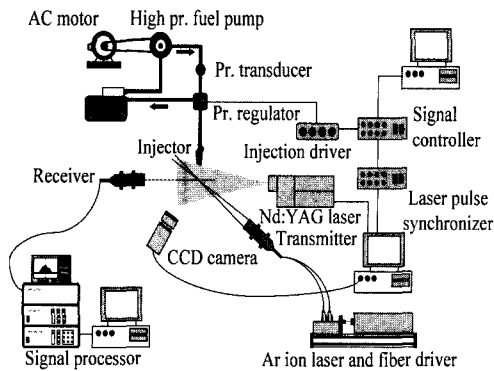 AC motor
High pr. fuel pump
Pr. transducer
Pr. regulator
Injector
Injection driver
Signal
controller
Receiver
Nd:YAG laser
Transmitter
Laser pulse
synchronizer
CCD camera
Signal processor
Ar ion laser and fiber driver